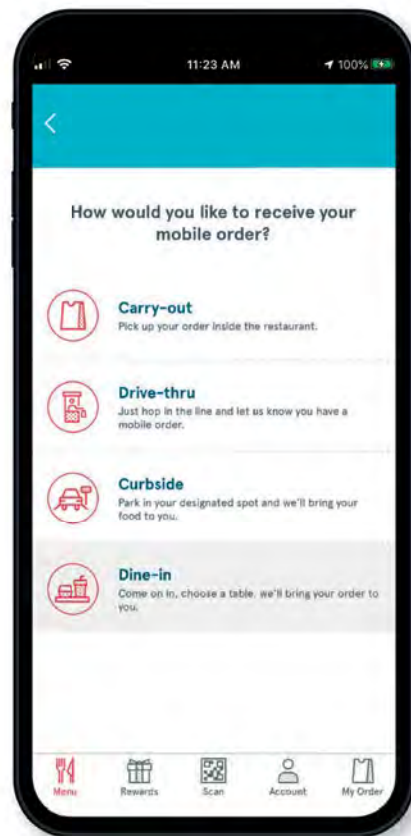 11:23 AM
100%
How would you like to receive your
mobile order?
Carry-out
Pick up your order inside the restaurant.
Drive-thru
Just hop in the line and let us know you have a
mobile order.
Curbside
Park in your designated spot and we'll bring your
food to you.
Dine-in
Come on in, choose a table, we'll bring your order to
you.
Menu
Rewards
Scan
Account
My Order